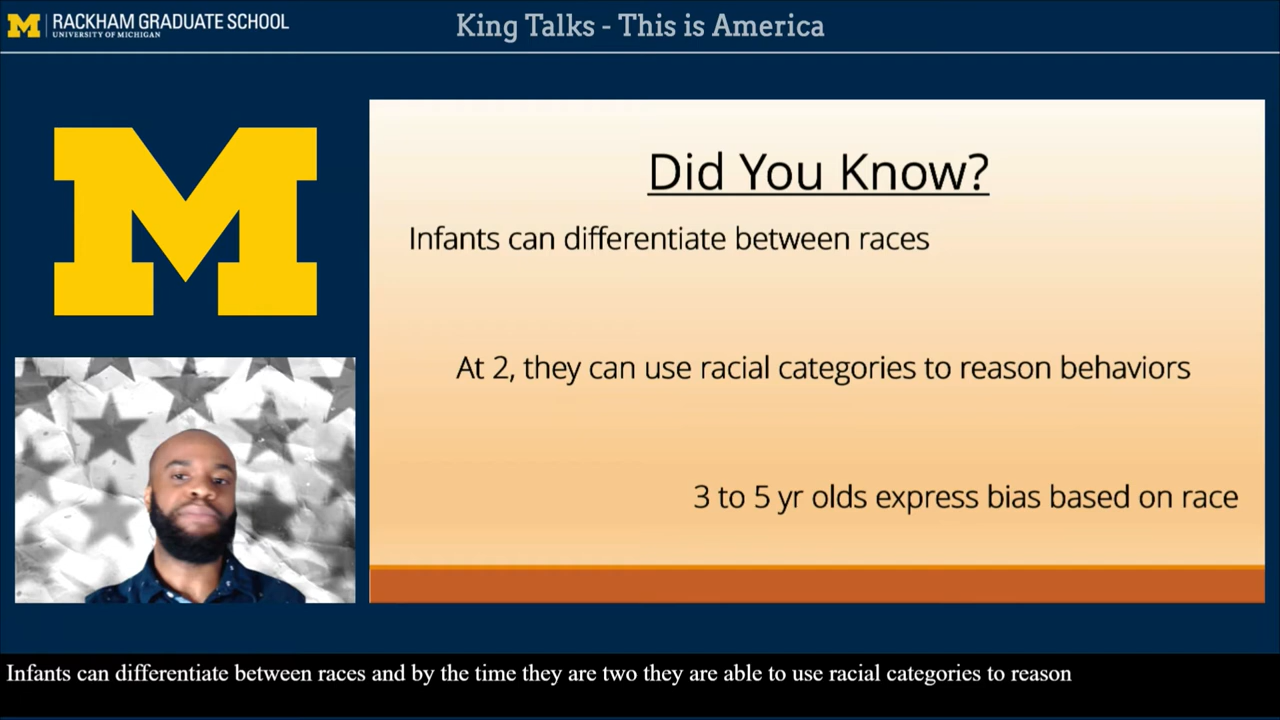 M RACKHAM GRADUATE SCHOOL
UNIVERSITY OF MICHIGAN
King Talks - This is America
M
Did You Know?
Infants can differentiate between races
At 2, they can use racial categories to reason behaviors
3 to 5 yr olds express bias based on race
Infants can differentiate between races and by the time they are two they are able to use racial categories to reason